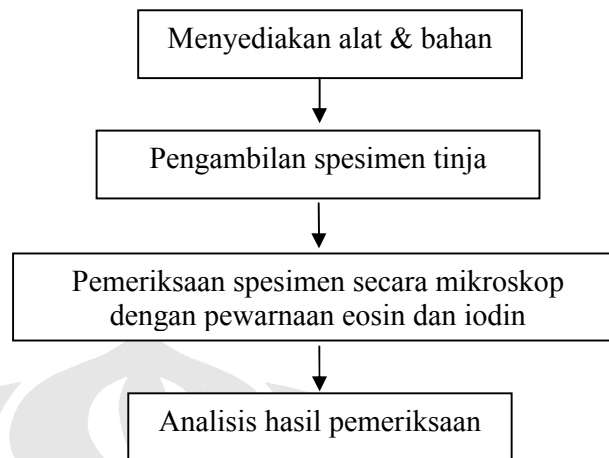 Menyediakan alat & bahan
Pengambilan spesimen tinja
Pemeriksaan spesimen secara mikroskop
dengan pewarnaan eosin dan iodin
Analisis hasil pemeriksaan